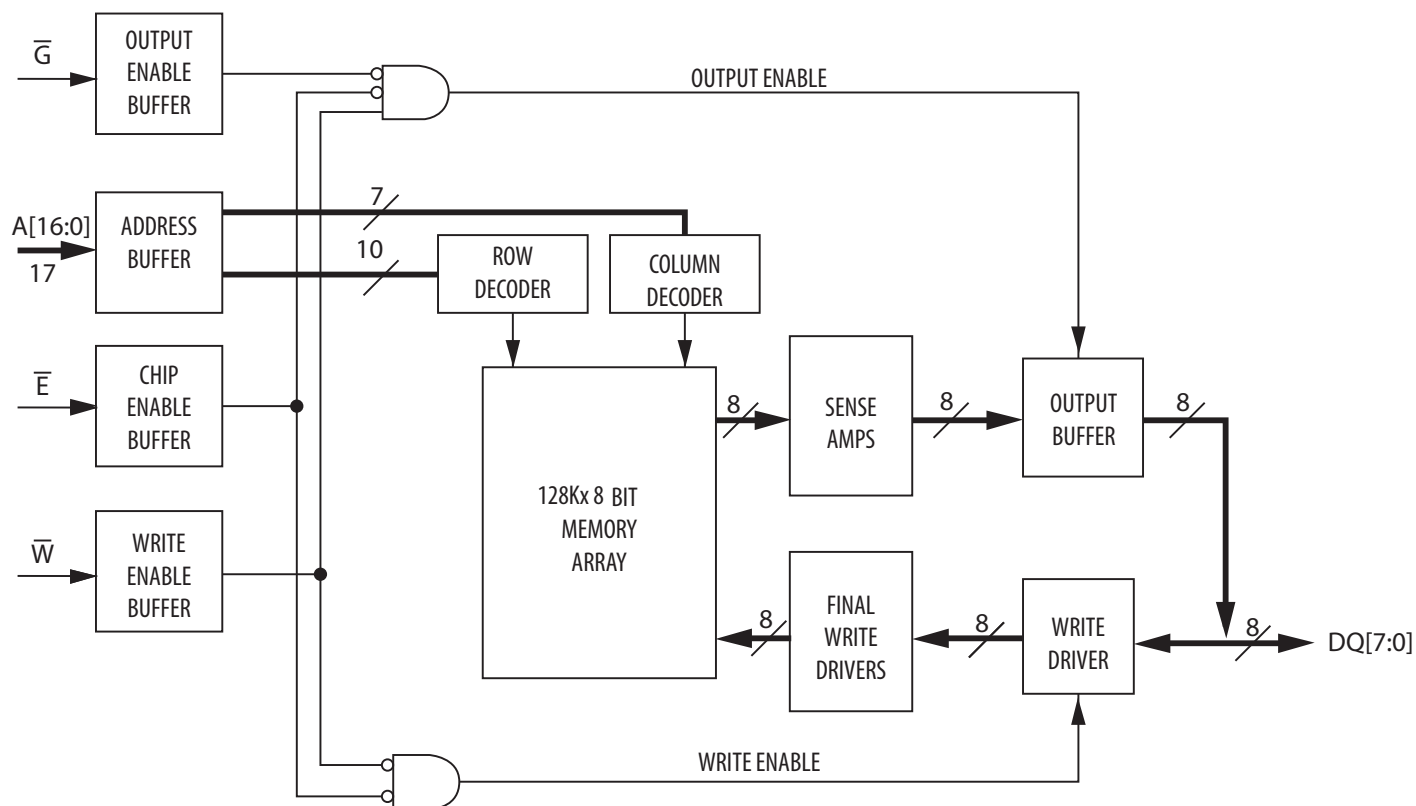 G̅
OUTPUT
ENABLE
BUFFER
OUTPUT ENABLE
A[16:0]
17
ADDRESS
BUFFER
7
10
ROW
DECODER
COLUMN
DECODER
E̅
CHIP
ENABLE
BUFFER
W̅
WRITE
ENABLE
BUFFER
128Kx 8 BIT
MEMORY
ARRAY
8
SENSE
AMPS
8
OUTPUT
BUFFER
8
8
FINAL
WRITE
DRIVERS
8
WRITE
DRIVER
8
DQ[7:0]
WRITE ENABLE